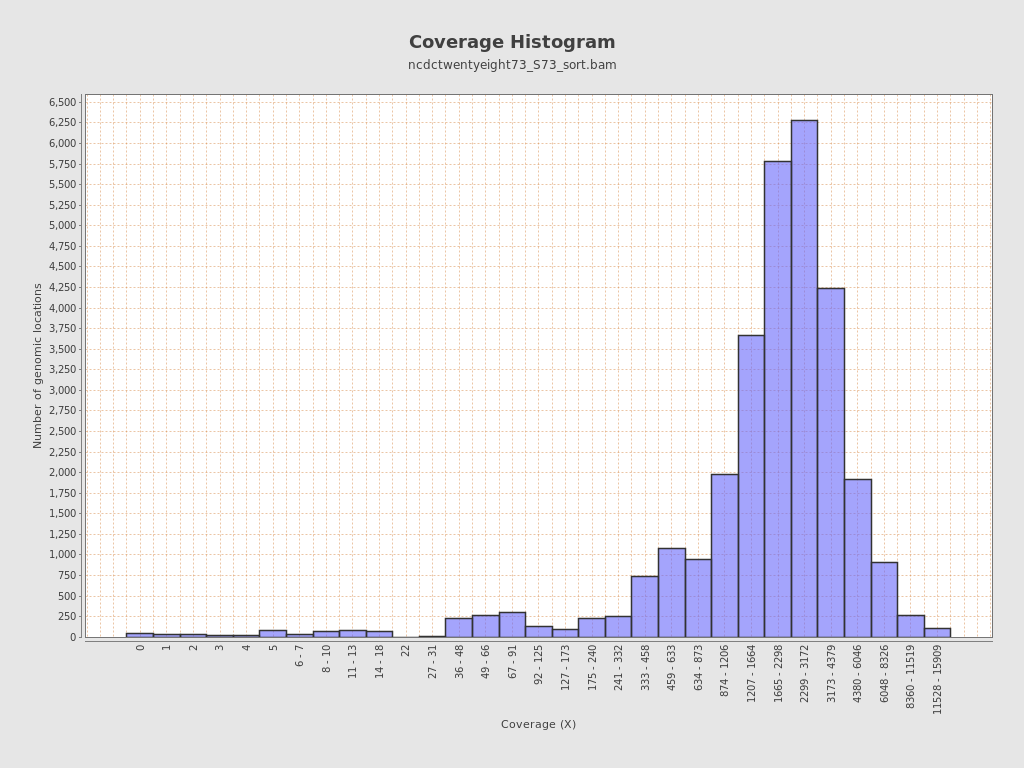 Coverage Histogram
ncdctwentyeight73_S73_sort.bam
Number of genomic locations
6,500
6,250
6,000
5,750
5,500
5,250
5,000
4,750
4,500
4,250
4,000
3,750
3,500
3,250
3,000
2,750
2,500
2,250
2,000
1,750
1,500
1,250
1,000
750
500
250
0
0
1
2
3
4
5
6 - 7
8 - 10
11 - 13
14 - 18
22
27 - 31
36 - 48
49 - 66
67 - 91
92 - 125
127 - 173
175 - 240
241 - 332
333 - 458
459 - 633
634 - 873
874 - 1206
1207 - 1664
1665 - 2298
2299 - 3172
3173 - 4379
4380 - 6046
6048 - 8326
8360 - 11519
11528 - 15909
Coverage (X)